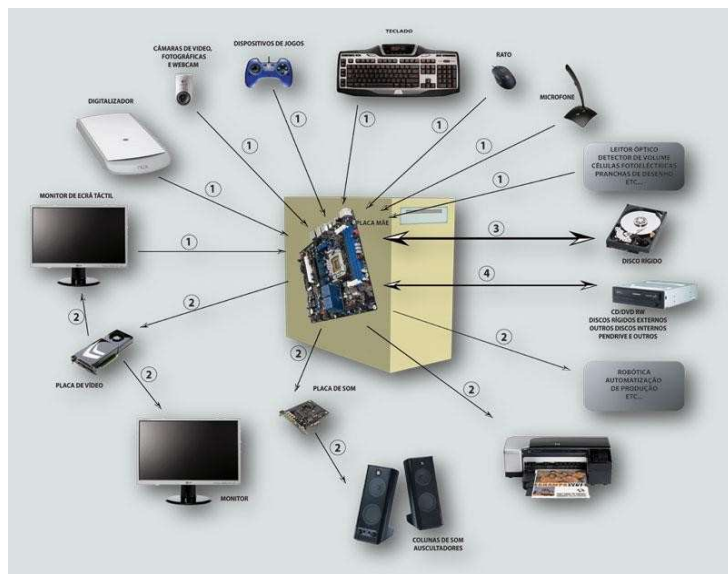 TECLADO
CÂMARAS DE VIDEO,
FOTOGRÁFICAS
E WEBCAM
DISPOSITIVOS DE JOGOS
RATO
MICROFONE
DIGITALIZADOR
1
1
1
1
1
1
1
LEITOR ÓPTICO
DETECTOR DE VOLUME
CÉLULAS FOTOELÉCTRICAS
PRANCHAS DE DESENHO
ETC...
MONITOR DE ECRÃ TÁCTIL
1
PLACA MÃE
3
DISCO RÍGIDO
4
CD/DVD RW
DISCOS RÍGIDOS EXTERNOS
OUTROS DISCOS INTERNOS
PENDRIVE E OUTROS
2
2
2
2
2
2
PLACA DE VÍDEO
PLACA DE SOM
ROBÓTICA
AUTOMATIZAÇÃO
DE PRODUÇÃO
ETC...
2
MONITOR
COLUNAS DE SOM
AUSCULTADORES